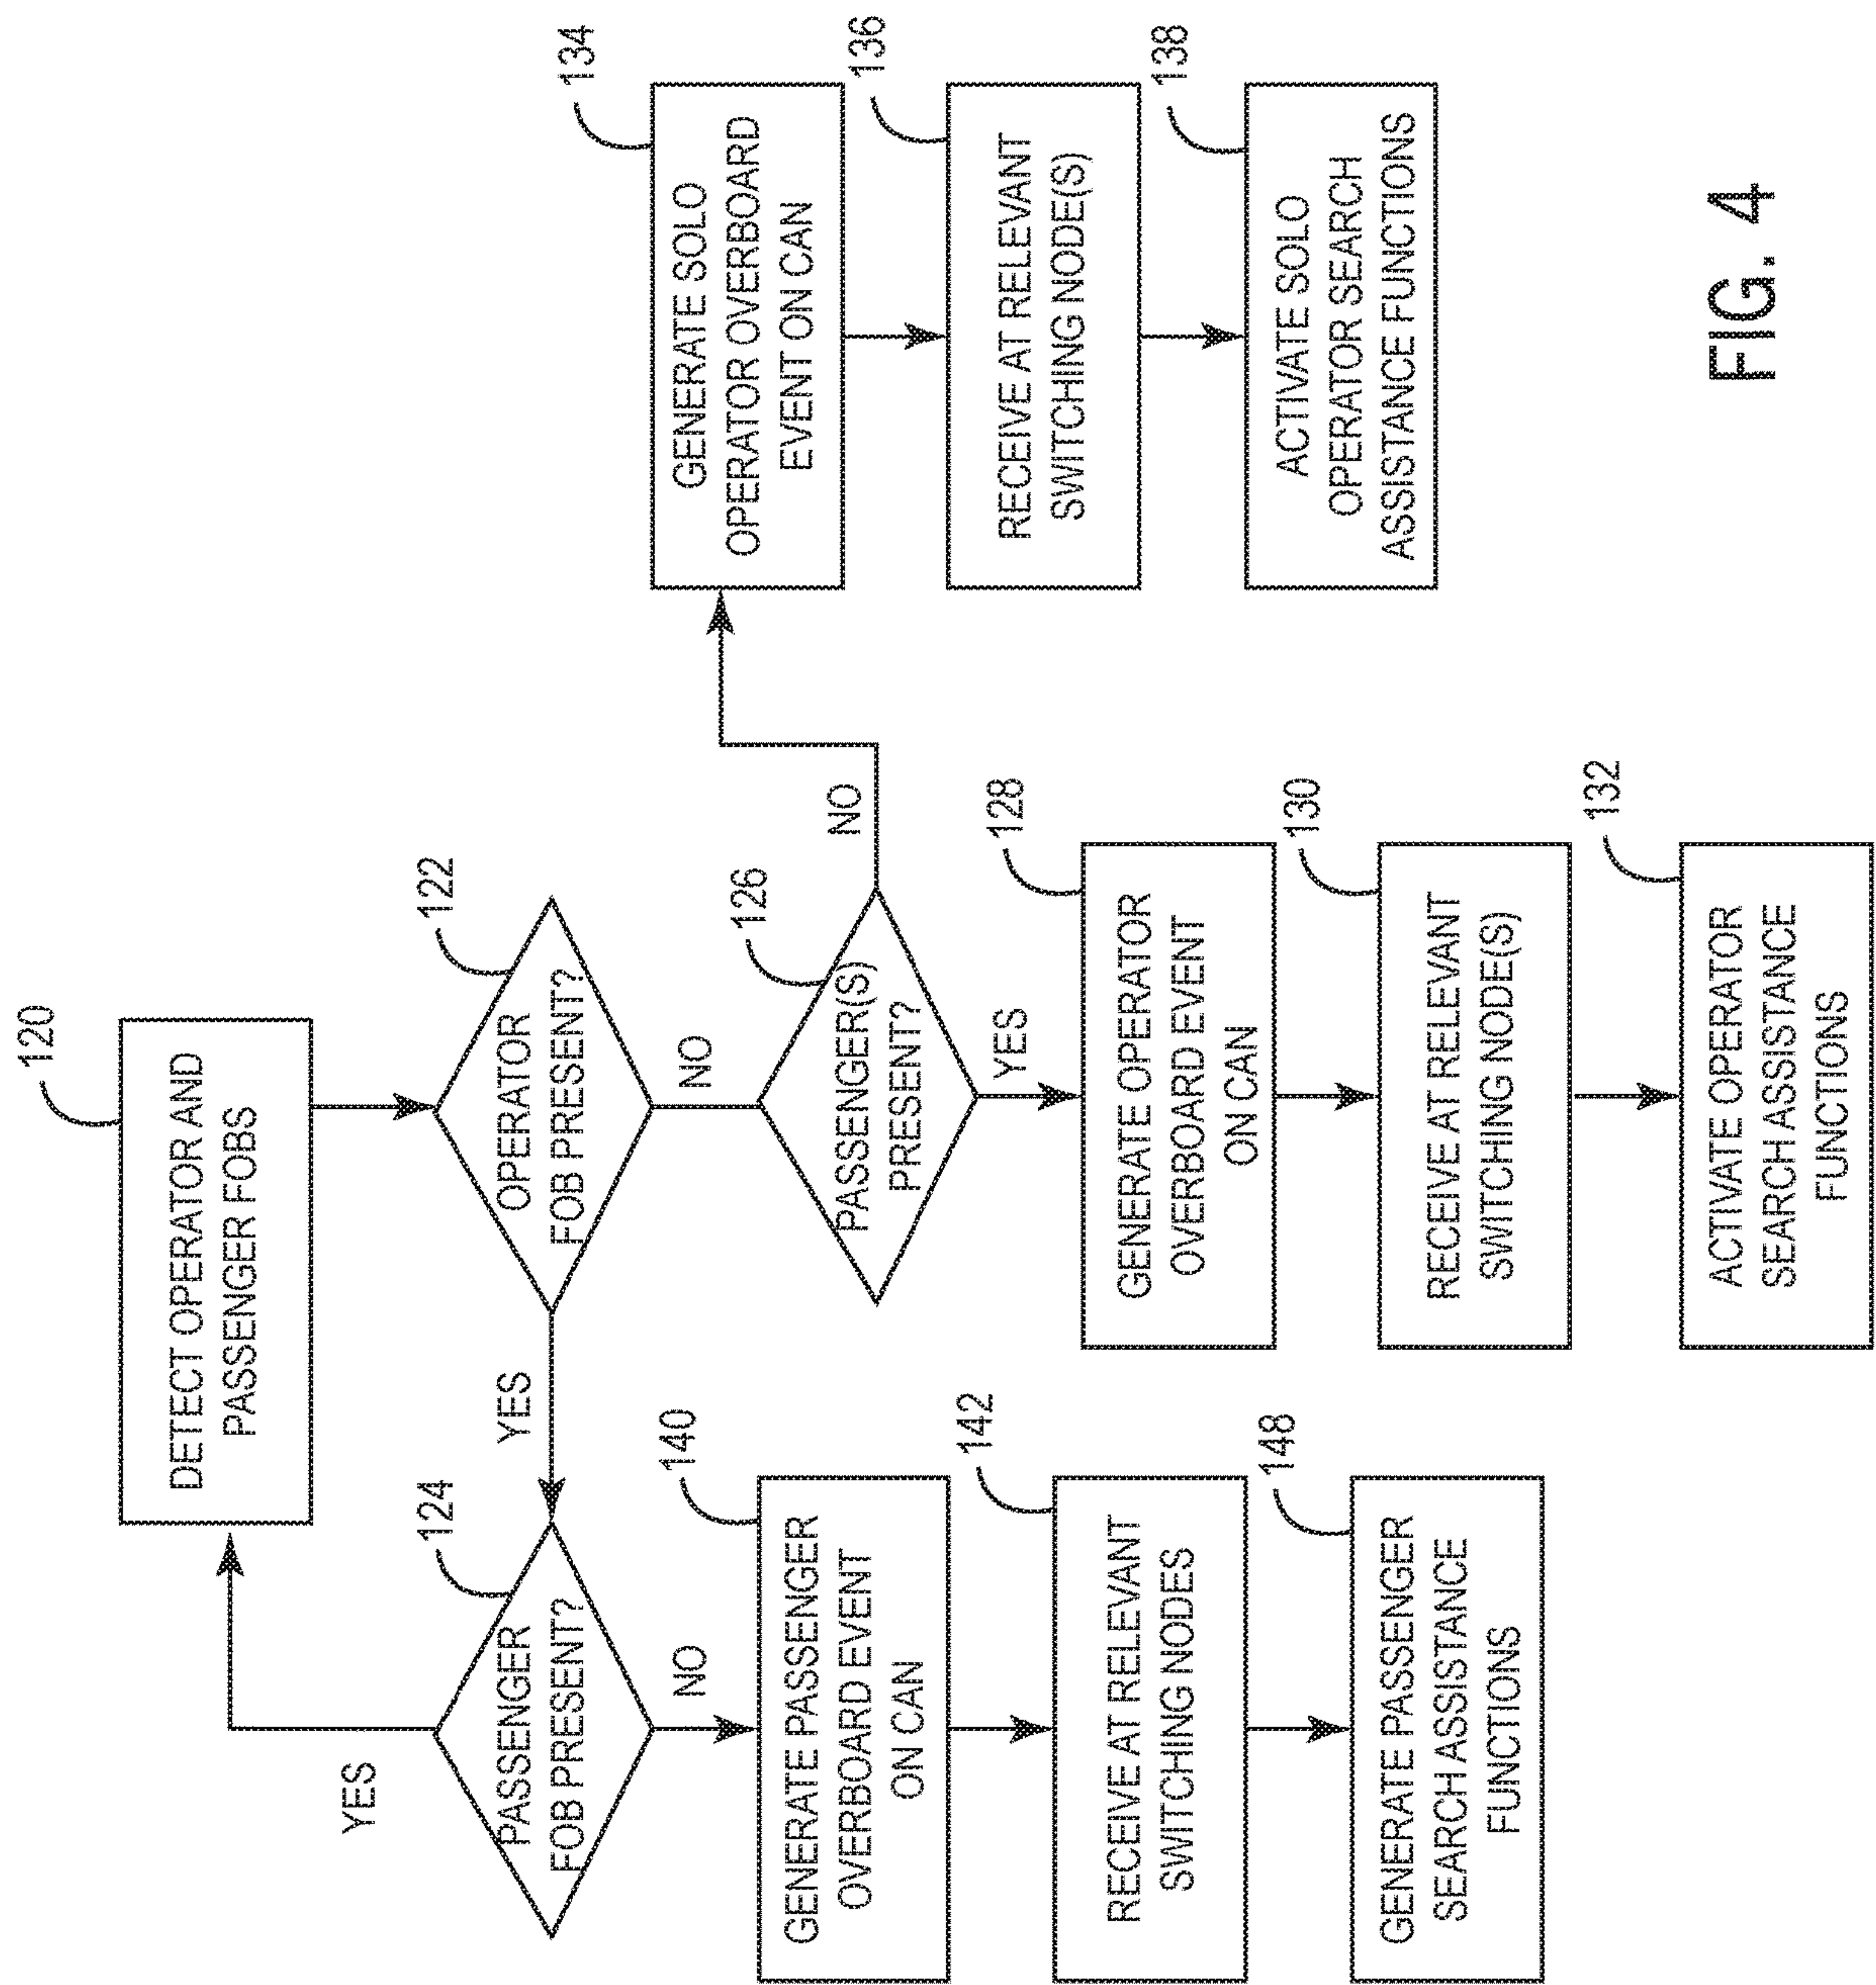 120
DETECT OPERATOR AND
PASSENGER FOBS
122
OPERATOR
FOB PRESENT?
YES
NO
124
PASSENGER
FOB PRESENT?
YES
NO
126
PASSENGER(S)
PRESENT?
NO
YES
140
GENERATE PASSENGER
OVERBOARD EVENT
ON CAN
142
RECEIVE AT RELEVANT
SWITCHING NODES
148
GENERATE PASSENGER
SEARCH ASSISTANCE
FUNCTIONS
128
GENERATE OPERATOR
OVERBOARD EVENT
ON CAN
130
RECEIVE AT RELEVANT
SWITCHING NODE(S)
132
ACTIVATE OPERATOR
SEARCH ASSISTANCE
FUNCTIONS
134
GENERATE SOLO
OPERATOR OVERBOARD
EVENT ON CAN
136
RECEIVE AT RELEVANT
SWITCHING NODE(S)
138
ACTIVATE SOLO
OPERATOR SEARCH
ASSISTANCE FUNCTIONS
FIG. 4